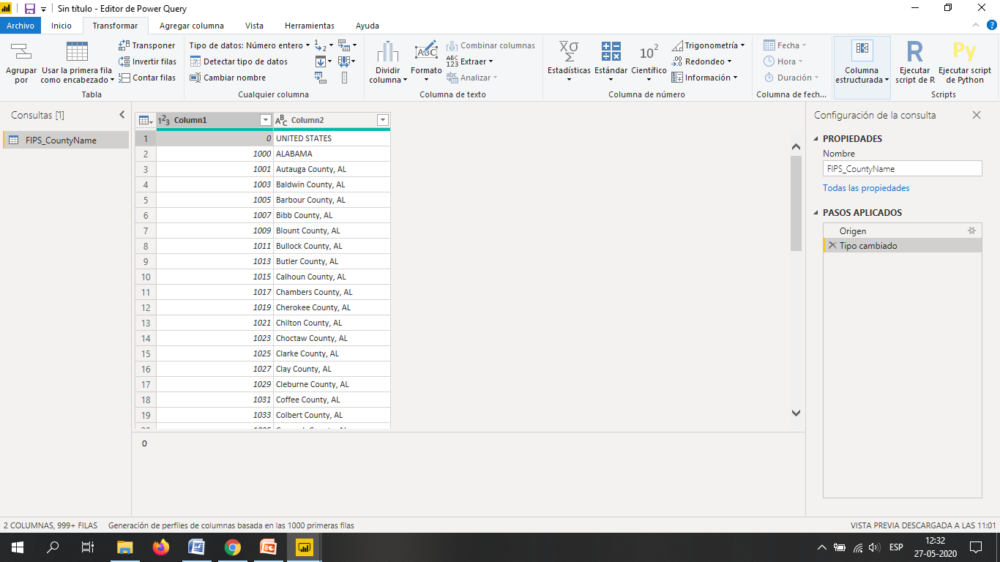 Sin título - Editor de Power Query
Archivo Inicio Transformar Agregar columna Vista Herramientas Ayuda
Agrupar por
Usar la primera fila como encabezado
Transponer
Invertir filas
Contar filas
Tabla
Tipo de datos: Número entero
Detectar tipo de datos
Cambiar nombre
Cualquier columna
Dividir columna
Formato
Combinar columnas
Extraer
Analizar
Columna de texto
Estadísticas
Estándar
Científico
Trigonometría
Redondeo
Información
Columna de número
Fecha
Hora
Duración
Columna de fech...
Columna estructurada
Ejecutar script de R
Ejecutar script de Python
Scripts
Consultas [1]
FIPS_CountyName
Column1 Column2
1 0 UNITED STATES
2 1000 ALABAMA
3 1001 Autauga County, AL
4 1003 Baldwin County, AL
5 1005 Barbour County, AL
6 1007 Bibb County, AL
7 1009 Blount County, AL
8 1011 Bullock County, AL
9 1013 Butler County, AL
10 1015 Calhoun County, AL
11 1017 Chambers County, AL
12 1019 Cherokee County, AL
13 1021 Chilton County, AL
14 1023 Choctaw County, AL
15 1025 Clarke County, AL
16 1027 Clay County, AL
17 1029 Cleburne County, AL
18 1031 Coffee County, AL
19 1033 Colbert County, AL
0
Configuración de la consulta
PROPIEDADES
Nombre
FIPS_CountyName
Todas las propiedades
PASOS APLICADOS
Origen
Tipo cambiado
2 COLUMNAS, 999+ FILAS Generación de perfiles de columnas basada en las 1000 primeras filas
VISTA PREVIA DESCARGADA A LAS 11:01
ESP
12:32
27-05-2020